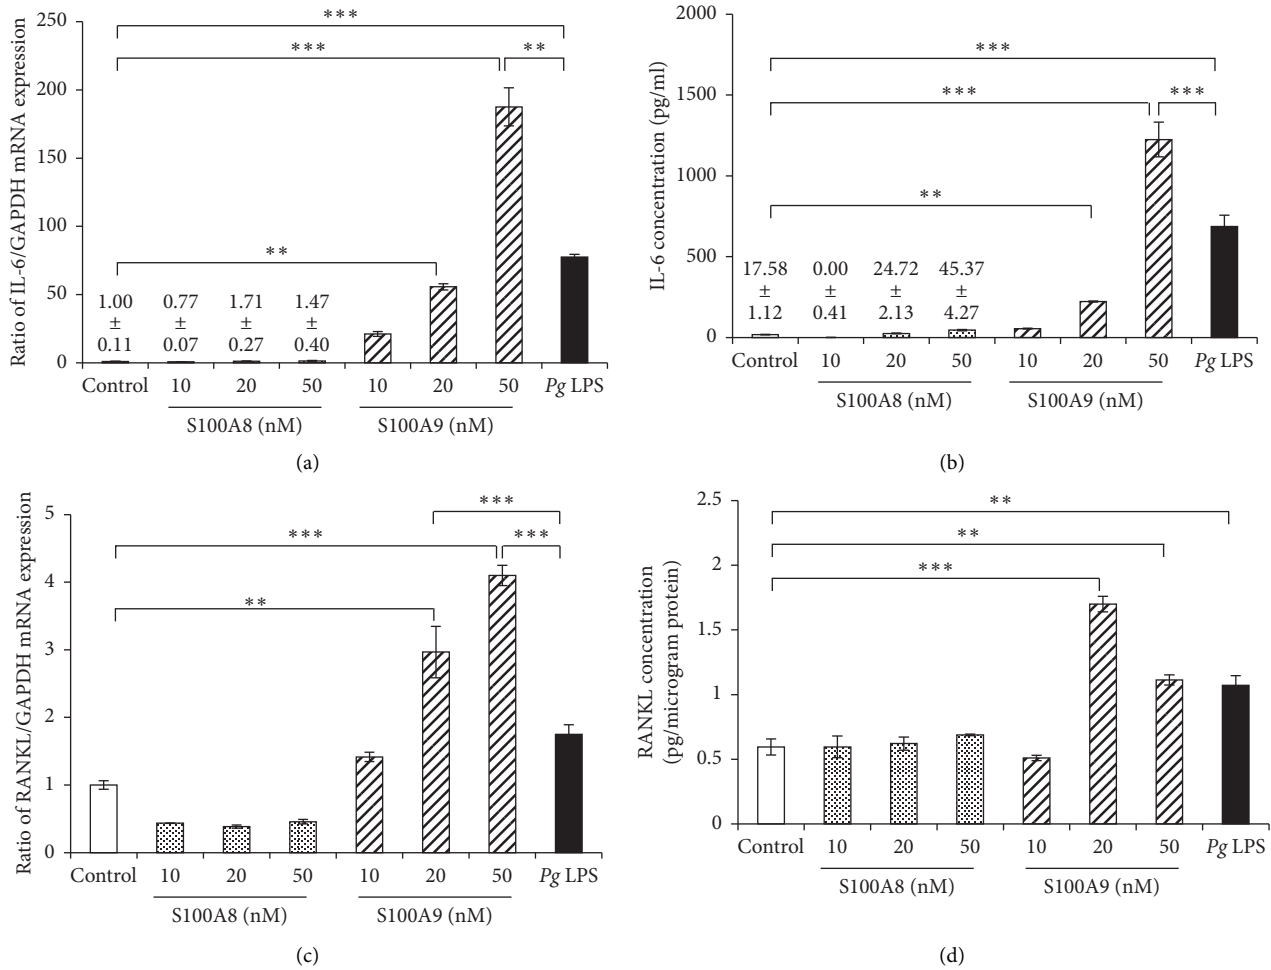 Ratio of IL-6/GAPDH mRNA expression
250
200
150
100
50
0
***
*** **
**
1.00 0.77 1.71 1.47
± ± ± ±
0.11 0.07 0.27 0.40
Control 10 20 50 10 20 50 Pg LPS
S100A8 (nM) S100A9 (nM)
(a)
IL-6 concentration (pg/ml)
2000
1500
1000
500
0
***
*** ***
**
17.58 0.00 24.72 45.37
± ± ± ±
1.12 0.41 2.13 4.27
Control 10 20 50 10 20 50 Pg LPS
S100A8 (nM) S100A9 (nM)
(b)
Ratio of RANKL/GAPDH mRNA expression
5
4
3
2
1
0
***
*** ***
**
Control 10 20 50 10 20 50 Pg LPS
S100A8 (nM) S100A9 (nM)
(c)
RANKL concentration
(pg/microgram protein)
2.5
2
1.5
1
0.5
0
**
**
***
Control 10 20 50 10 20 50 Pg LPS
S100A8 (nM) S100A9 (nM)
(d)